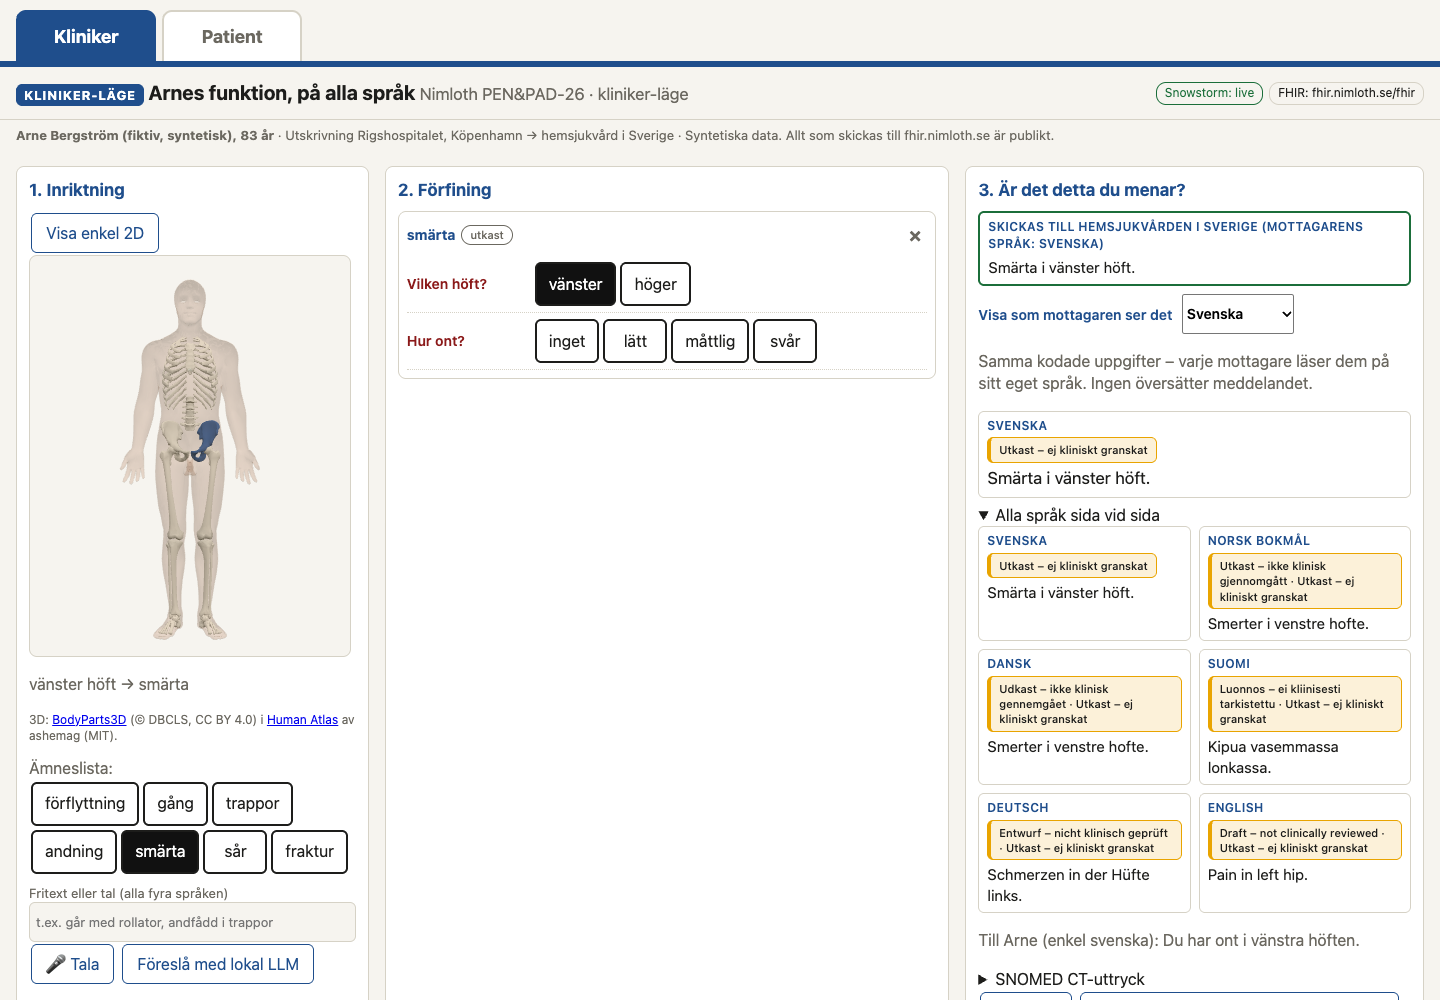 Kliniker
Patient
KLINIKER-LÄGE Arnes funktion, på alla språk Nimloth PEN&PAD-26 · kliniker-läge
Snowstorm: live
FHIR: fhir.nimloth.se/fhir
Arne Bergström (fiktiv, syntetisk), 83 år · Utskrivning Rigshospitalet, Köpenhamn → hemsjukvård i Sverige · Syntetiska data. Allt som skickas till fhir.nimloth.se är publikt.
1. Inriktning
Visa enkel 2D
vänster höft → smärta
3D: BodyParts3D (© DBCLS, CC BY 4.0) i Human Atlas av
ashemag (MIT).
Ämneslista:
förflyttning
gång
trappor
andning
smärta
sår
fraktur
Fritext eller tal (alla fyra språken)
t.ex. går med rollator, andfådd i trappor
🎤 Tala
Föreslå med lokal LLM
2. Förfining
smärta
utkast
×
Vilken höft?
vänster
höger
Hur ont?
inget
lätt
måttlig
svår
3. Är det detta du menar?
SKICKAS TILL HEMSJUKVÅRDEN I SVERIGE (MOTTAGARENS
SPRÅK: SVENSKA)
Smärta i vänster höft.
Visa som mottagaren ser det
Svenska
Samma kodade uppgifter – varje mottagare läser dem på
sitt eget språk. Ingen översätter meddelandet.
SVENSKA
Utkast – ej kliniskt granskat
Smärta i vänster höft.
▼ Alla språk sida vid sida
SVENSKA
Utkast – ej kliniskt granskat
Smärta i vänster höft.
NORSK BOKMÅL
Utkast – ikke klinisk
gjennomgått · Utkast – ej
kliniskt granskat
Smerter i venstre hofte.
DANSK
Udkast – ikke klinisk
gennemgået · Utkast – ej
kliniskt granskat
Smerter i venstre hofte.
SUOMI
Luonnos – ei kliinisesti
tarkistettu · Utkast – ej kliniskt
granskat
Kipua vasemmassa
lonkassa.
DEUTSCH
Entwurf – nicht klinisch geprüft
· Utkast – ej kliniskt granskat
Schmerzen in der Hüfte
links.
ENGLISH
Draft – not clinically reviewed ·
Utkast – ej kliniskt granskat
Pain in left hip.
Till Arne (enkel svenska): Du har ont i vänstra höften.
▶ SNOMED CT-uttryck